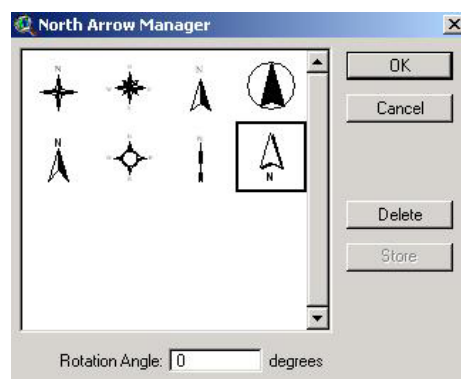 North Arrow Manager
OK
Cancel
N
N
N
N
N
Delete
Store
Rotation Angle: 0 degrees